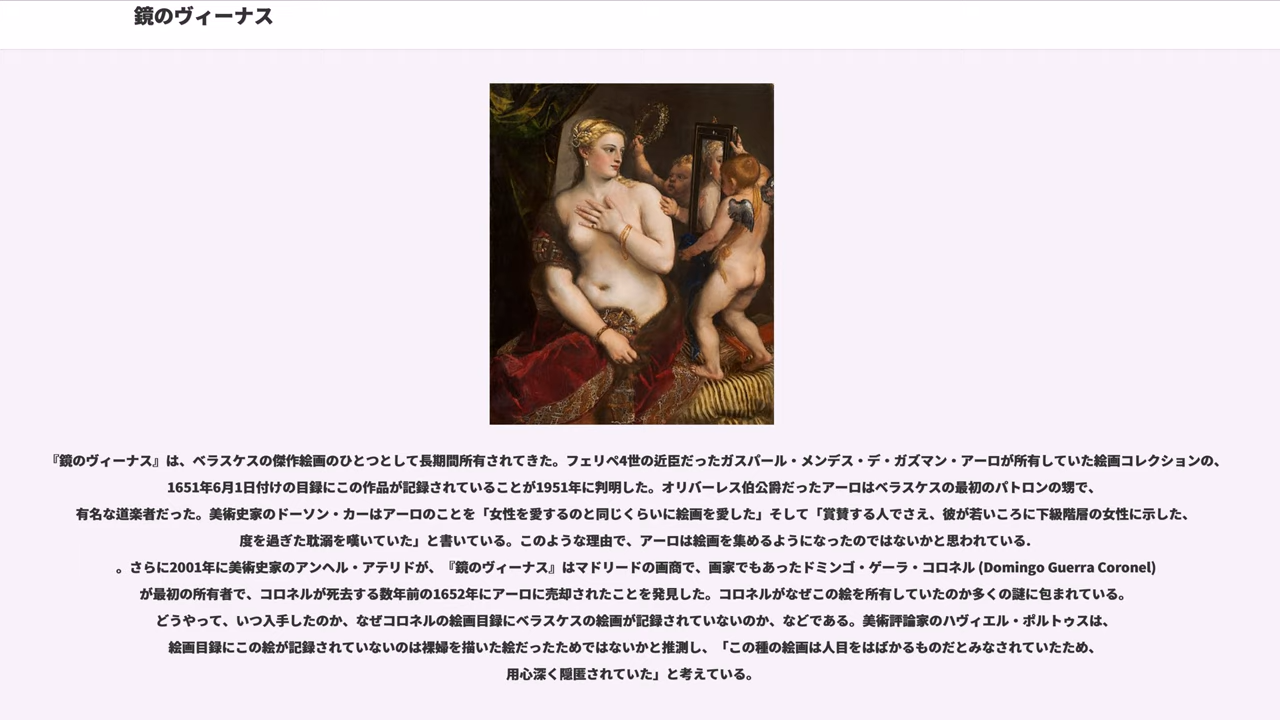 鏡のヴィーナス
『鏡のヴィーナス』は、ベラスケスの傑作絵画のひとつとして長期間所有されてきた。フェリペ4世の近臣だったガスパール・メンデス・デ・ガズマン・アーロが所有していた絵画コレクションの、
1651年6月1日付けの目録にこの作品が記録されていることが1951年に判明した。オリバーレス伯公爵だったアーロはベラスケスの最初のパトロンの甥で、
有名な道楽者だった。美術史家のドーソン・カーはアーロのことを「女性を愛するのと同じくらいに絵画を愛した」そして「賞賛する人でさえ、彼が若いころに下級階層の女性に示した、
度を過ぎた耽溺を嘆いていた」と書いている。このような理由で、アーロは絵画を集めるようになったのではないかと思われている.
。さらに2001年に美術史家のアンヘル・アテリドが、『鏡のヴィーナス』はマドリードの画商で、画家でもあったドミンゴ・ゲーラ・コロネル (Domingo Guerra Coronel)
が最初の所有者で、コロネルが死去する数年前の1652年にアーロに売却されたことを発見した。コロネルがなぜこの絵を所有していたのか多くの謎に包まれている。
どうやって、いつ入手したのか、なぜコロネルの絵画目録にベラスケスの絵画が記録されていないのか、などである。美術評論家のハヴィエル・ポルトゥスは、
絵画目録にこの絵が記録されていないのは裸婦を描いた絵だったためではないかと推測し、「この種の絵画は人目をはばかるものだとみなされていたため、
用心深く隠匿されていた」と考えている。